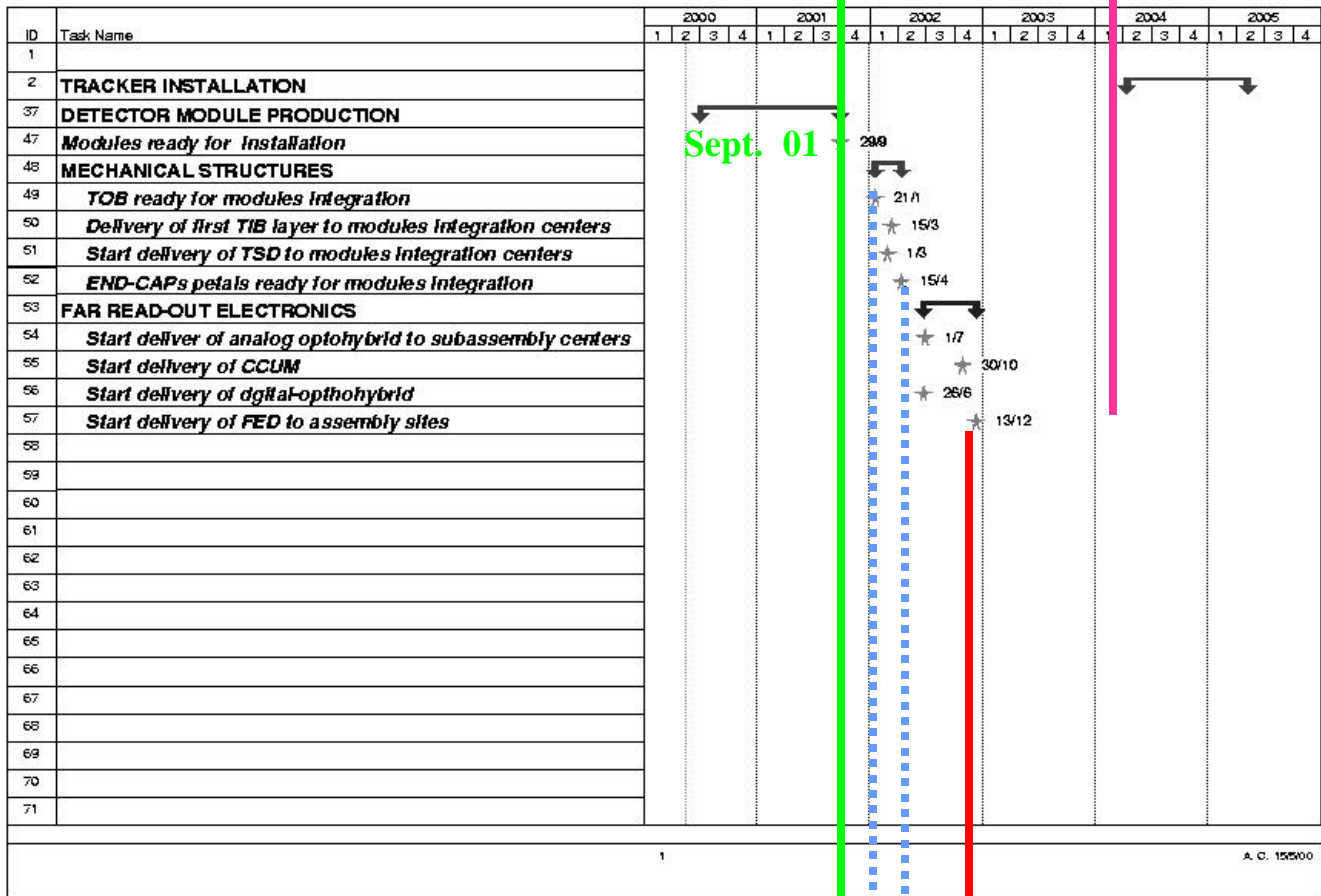 2000 2001 2002 2003 2004 2005
ID Task Name 1 2 3 4 1 2 3 4 1 2 3 4 1 2 3 4 1 2 3 4 1 2 3 4
1
2 TRACKER INSTALLATION
37 DETECTOR MODULE PRODUCTION
47 Modules ready for installation Sept. 01 29/9
48 MECHANICAL STRUCTURES
49 TOB ready for modules integration 21/1
50 Delivery of first TIB layer to modules integration centers 15/3
51 Start delivery of TSD to modules integration centers 1/3
52 END-CAPs petals ready for modules integration 15/4
53 FAR READ-OUT ELECTRONICS
54 Start deliver of analog optohybrid to subassembly centers 1/7
55 Start delivery of CCUM 30/10
56 Start delivery of dgital-opthohybrid 26/6
57 Start delivery of FED to assembly sites 13/12
58
59
60
61
62
63
64
65
66
67
68
69
70
71
1 A. C. 15/5/00